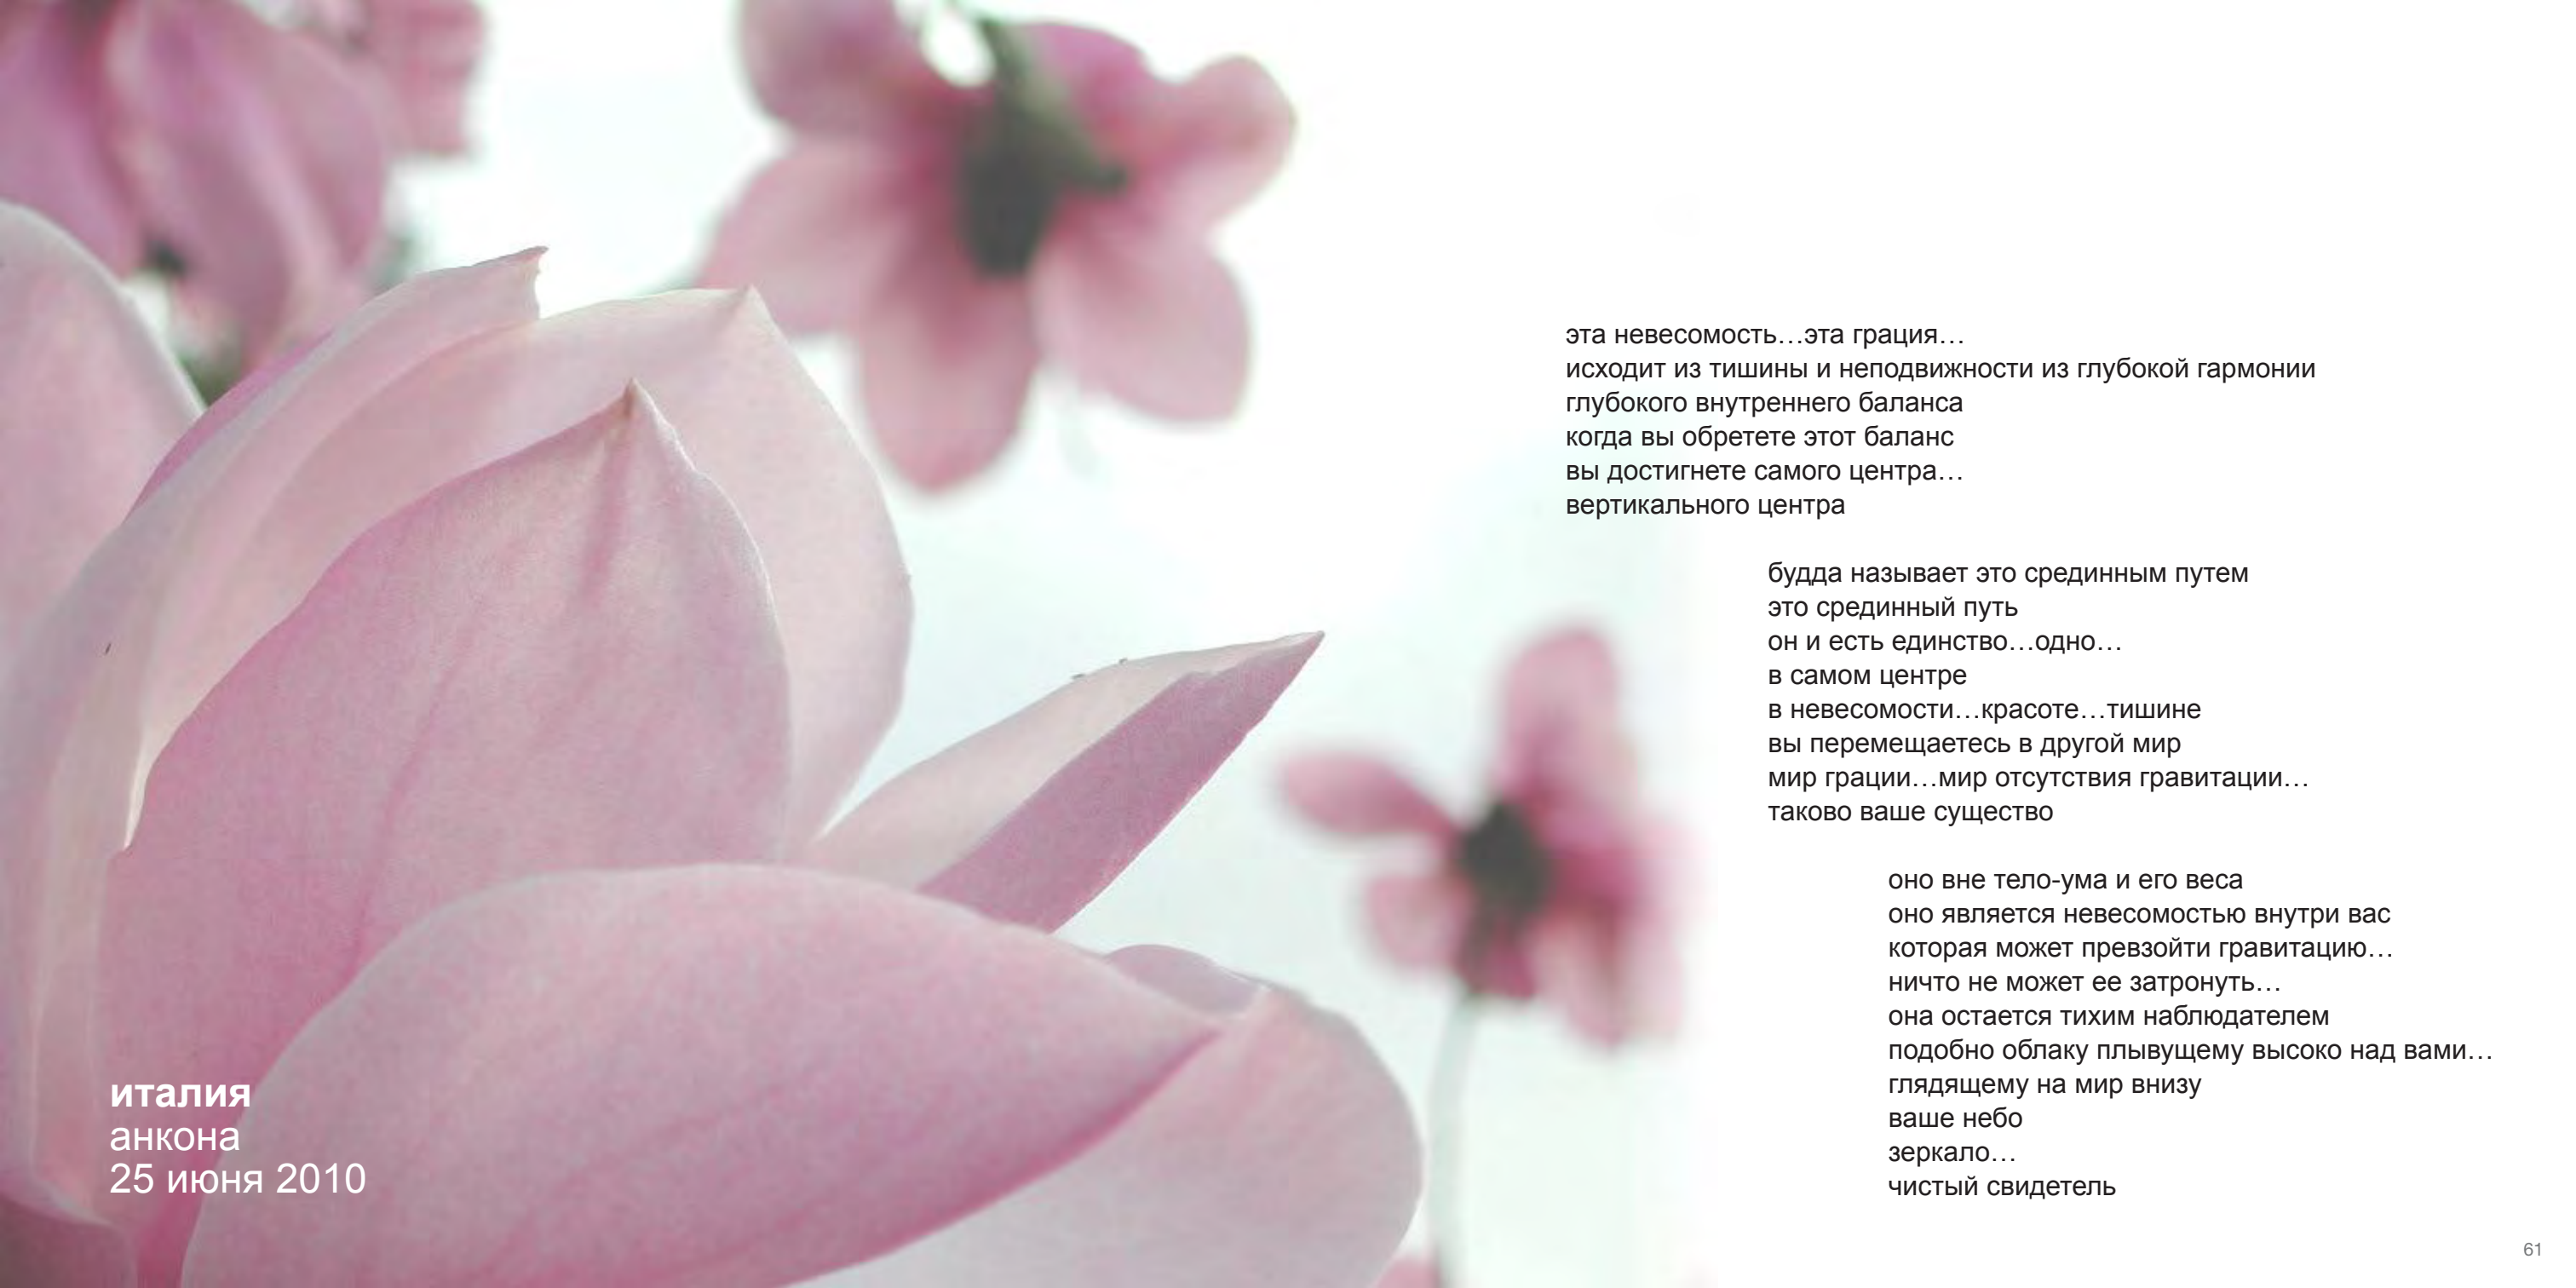 эта невесомость…эта грация…
исходит из тишины и неподвижности из глубокой гармонии
глубокого внутреннего баланса
когда вы обретете этот баланс
вы достигнете самого центра…
вертикального центра
будда называет это срединным путем
это срединный путь
он и есть единство…одно…
в самом центре
в невесомости…красоте…тишине
вы перемещаетесь в другой мир
мир грации…мир отсутствия гравитации…
таково ваше существо
оно вне тело-ума и его веса
оно является невесомостью внутри вас
которая может превзойти гравитацию…
ничто не может ее затронуть…
она остается тихим наблюдателем
подобно облаку плывущему высоко над вами…
глядящему на мир внизу
ваше небо
зеркало…
чистый свидетель
италия
анкона
25 июня 2010
61